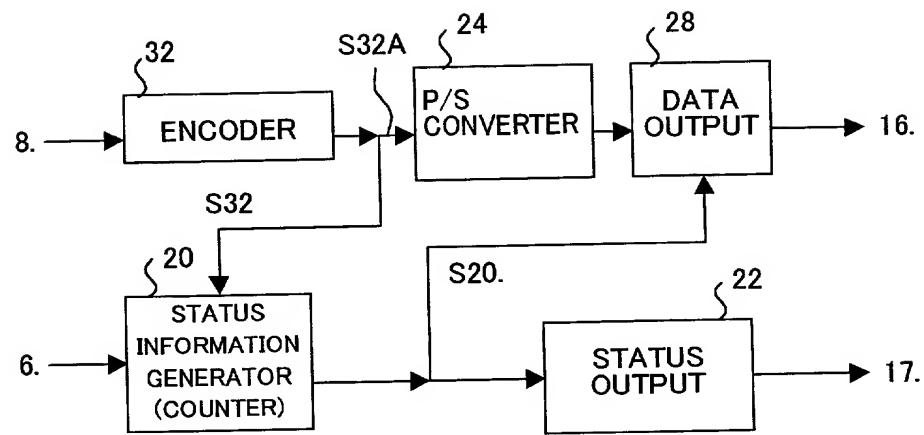 32
S32A
24
28
8.
ENCODER
P/S
CONVERTER
DATA
OUTPUT
16.
S32
20
S20.
22
6.
STATUS
INFORMATION
GENERATOR
(COUNTER)
STATUS
OUTPUT
17.